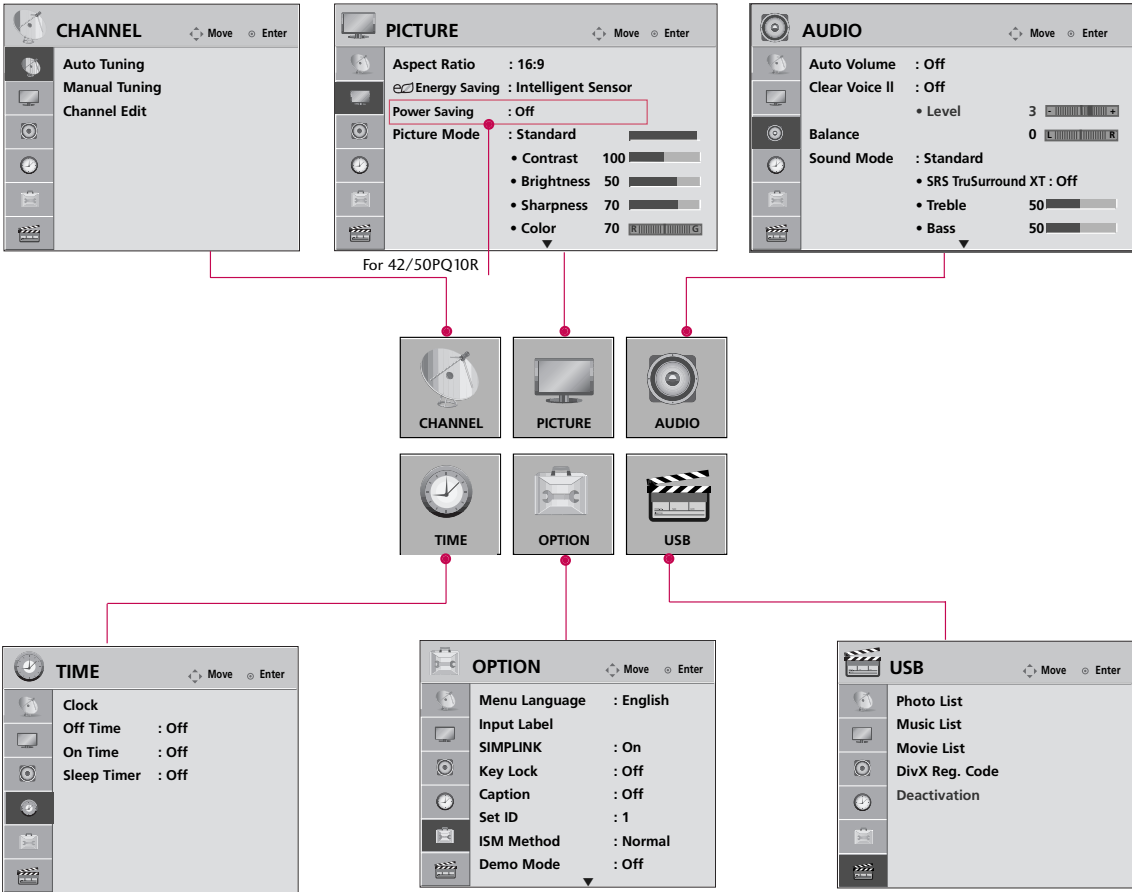 CHANNEL Move Enter
Auto Tuning
Manual Tuning
Channel Edit
PICTURE Move Enter
Aspect Ratio : 16:9
Energy Saving : Intelligent Sensor
Power Saving : Off
Picture Mode : Standard
• Contrast 100
• Brightness 50
• Sharpness 70
• Color 70 R G
For 42/50PQ10R
AUDIO Move Enter
Auto Volume : Off
Clear Voice ll : Off
• Level 3 - +
Balance 0 L R
Sound Mode : Standard
• SRS TruSurround XT : Off
• Treble 50
• Bass 50
CHANNEL PICTURE AUDIO
TIME OPTION USB
TIME Move Enter
Clock
Off Time : Off
On Time : Off
Sleep Timer : Off
OPTION Move Enter
Menu Language : English
Input Label
SIMPLINK : On
Key Lock : Off
Caption : Off
Set ID : 1
ISM Method : Normal
Demo Mode : Off
USB Move Enter
Photo List
Music List
Movie List
DivX Reg. Code
Deactivation